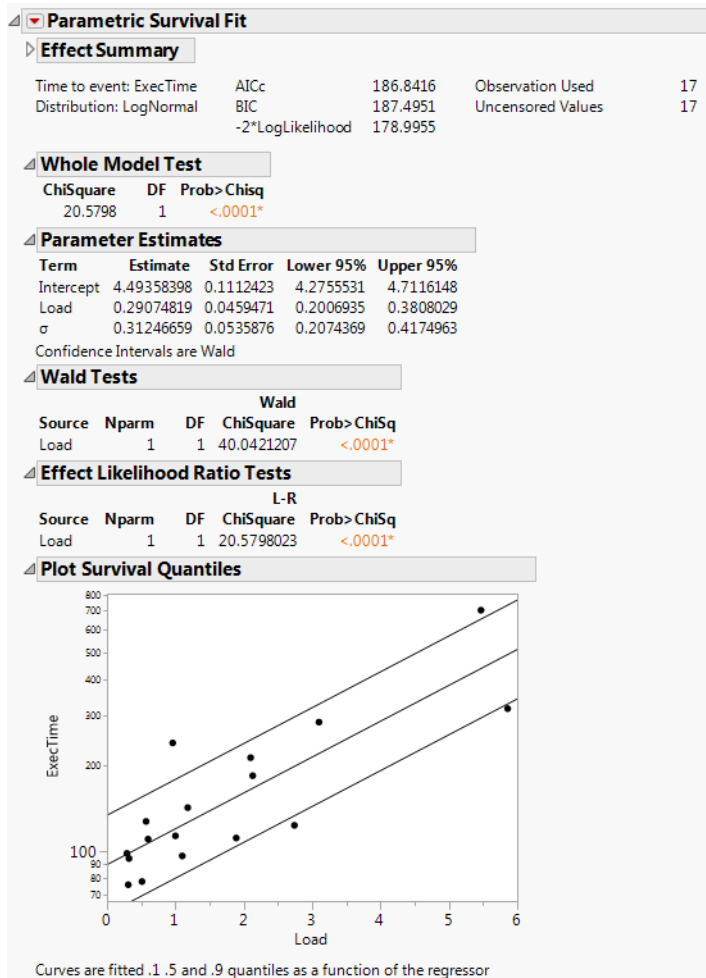 Parametric Survival Fit
Effect Summary
Time to event: ExecTime AICc 186.8416 Observation Used 17
Distribution: LogNormal BIC 187.4951 Uncensored Values 17
-2*LogLikelihood 178.9955
Whole Model Test
ChiSquare DF Prob>Chisq
20.5798 1 <.0001*
Parameter Estimates
Term Estimate Std Error Lower 95% Upper 95%
Intercept 4.49358398 0.1112423 4.2755531 4.7116148
Load 0.29074819 0.0459471 0.2006935 0.3808029
σ 0.31246659 0.0535876 0.2074369 0.4174963
Confidence Intervals are Wald
Wald Tests
Wald
Source Nparm DF ChiSquare Prob>ChiSq
Load 1 1 40.0421207 <.0001*
Effect Likelihood Ratio Tests
L-R
Source Nparm DF ChiSquare Prob>ChiSq
Load 1 1 20.5798023 <.0001*
Plot Survival Quantiles
800
700
600
500
400
300
200
100
90
80
70
ExecTime
0 1 2 3 4 5 6
Load
Curves are fitted .1 .5 and .9 quantiles as a function of the regressor